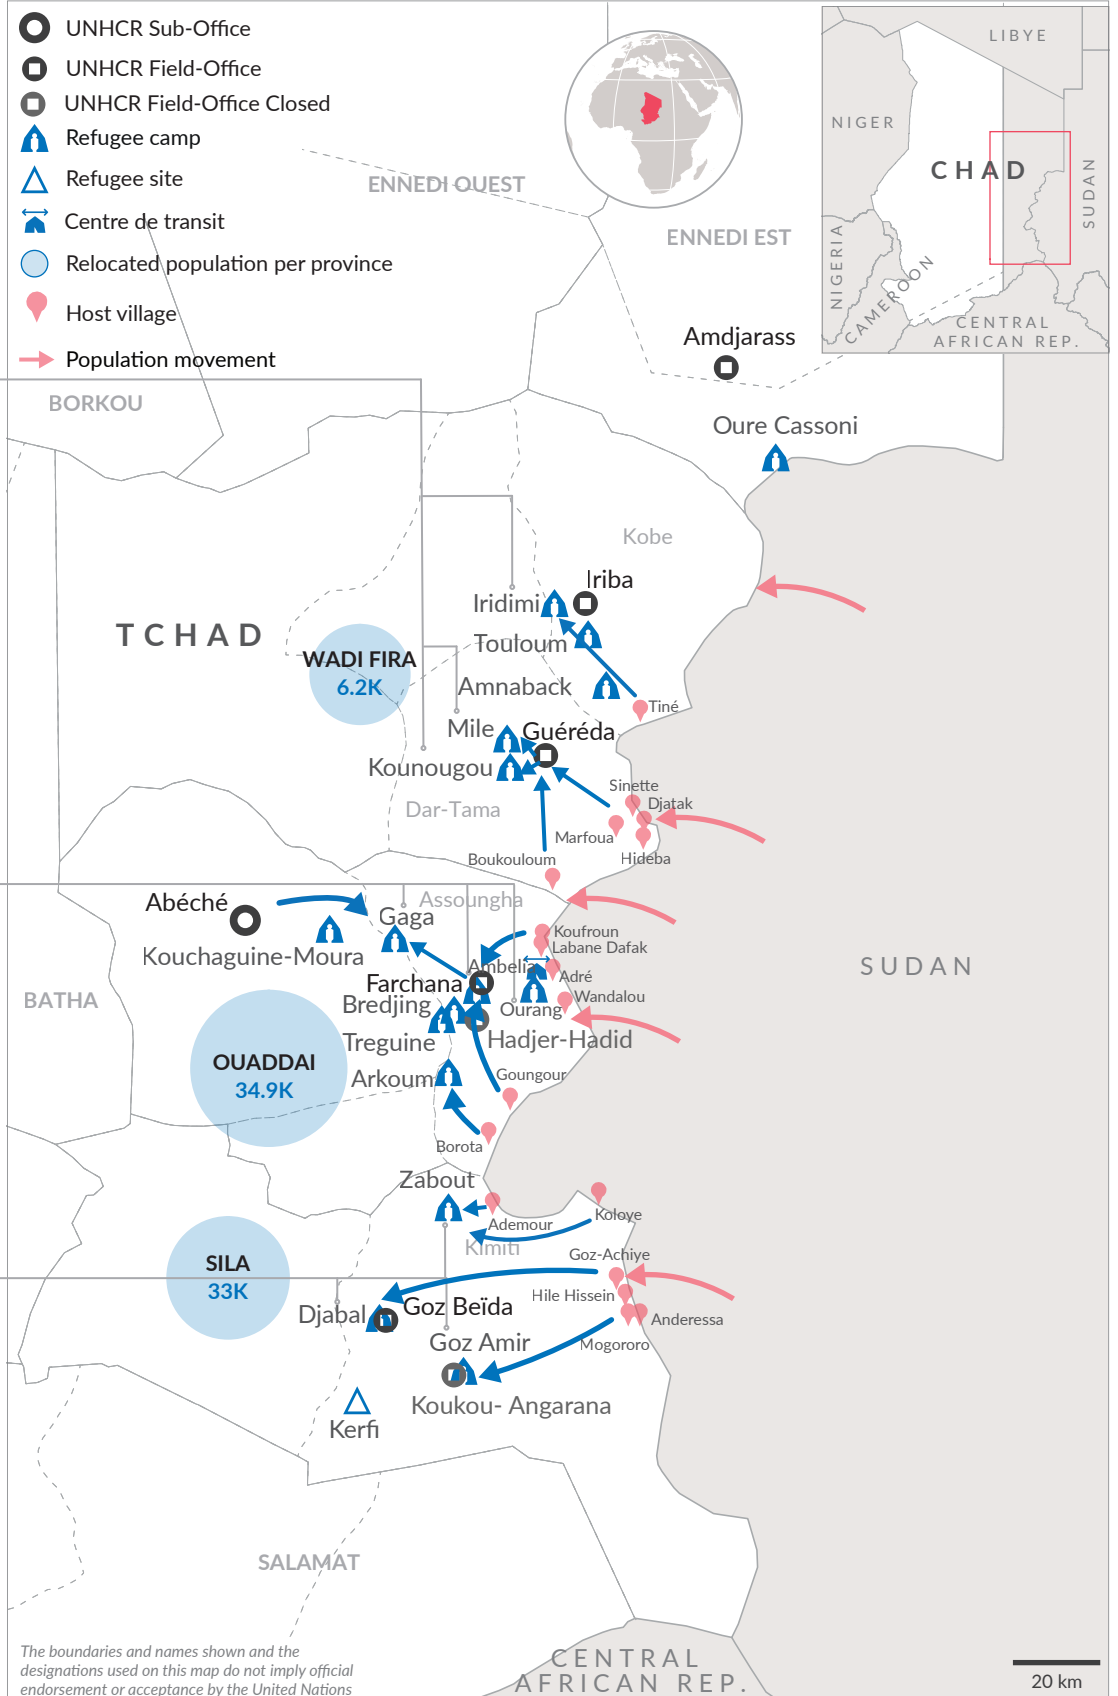 UNHCR Sub-Office
UNHCR Field-Office
UNHCR Field-Office Closed
Refugee camp
Refugee site
Centre de transit
Relocated population per province
Host village
Population movement
LIBYE
NIGER
CHAD
SUDAN
NIGERIA
CAMEROON
CENTRAL
AFRICAN REP.
ENNEDI OUEST
ENNEDI EST
Amdjarass
BORKOU
Oure Cassoni
Kobe
Iriba
Iridimi
TCHAD
Touloum
WADI FIRA
6.2K
Amnaback
Tiné
Mile
Guéréda
Kounougou
Sinette
Djatak
Dar-Tama
Marfoua
Boukouloum
Hideba
Abéché
Assoungha
Gaga
Koufroun
Labane Dafak
Kouchaguine-Moura
Ambelia
SUDAN
Adré
Farchana
Wandalou
BATHA
Bredjing
Ourang
Treguine
Hadjer-Hadid
OUADDAI
34.9K
Arkoum
Goungour
Borota
Zabout
Koloye
Ademour
Kimiti
Goz-Achiye
SILA
33K
Hile Hissein
Djabal
Goz Beïda
Anderessa
Goz Amir
Mogororo
Koukou- Angarana
Kerfi
SALAMAT
The boundaries and names shown and the
designations used on this map do not imply official
endorsement or acceptance by the United Nations
CENTRAL
AFRICAN REP.
20 km